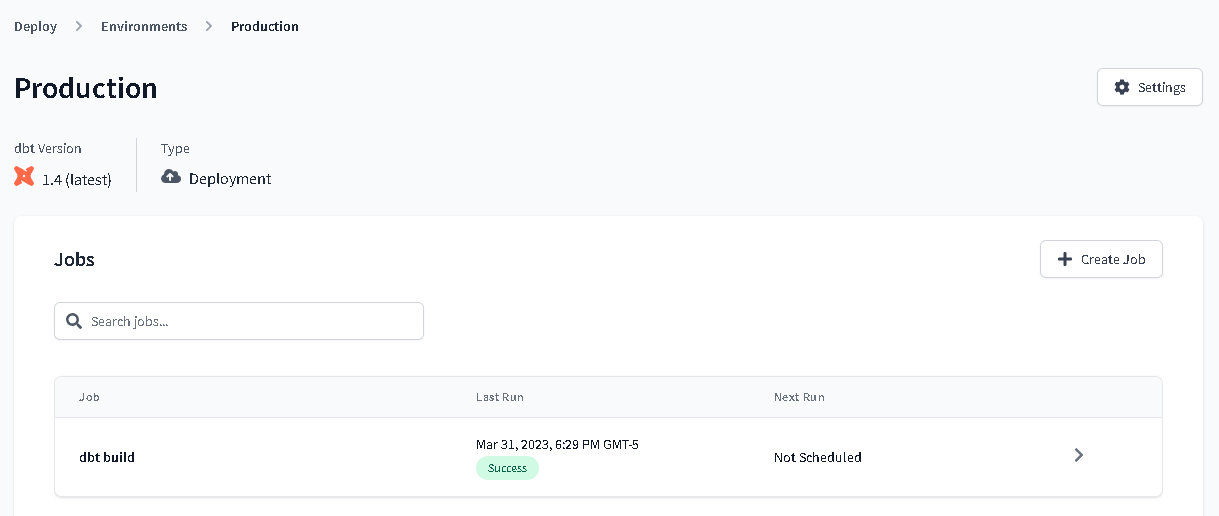 Deploy > Environments > Production
Production
Settings
dbt Version
Type
1.4 (latest)
Deployment
Jobs
Create Job
Search jobs...
Job Last Run Next Run
Mar 31, 2023, 6:29 PM GMT-5
dbt build
Not Scheduled
Success